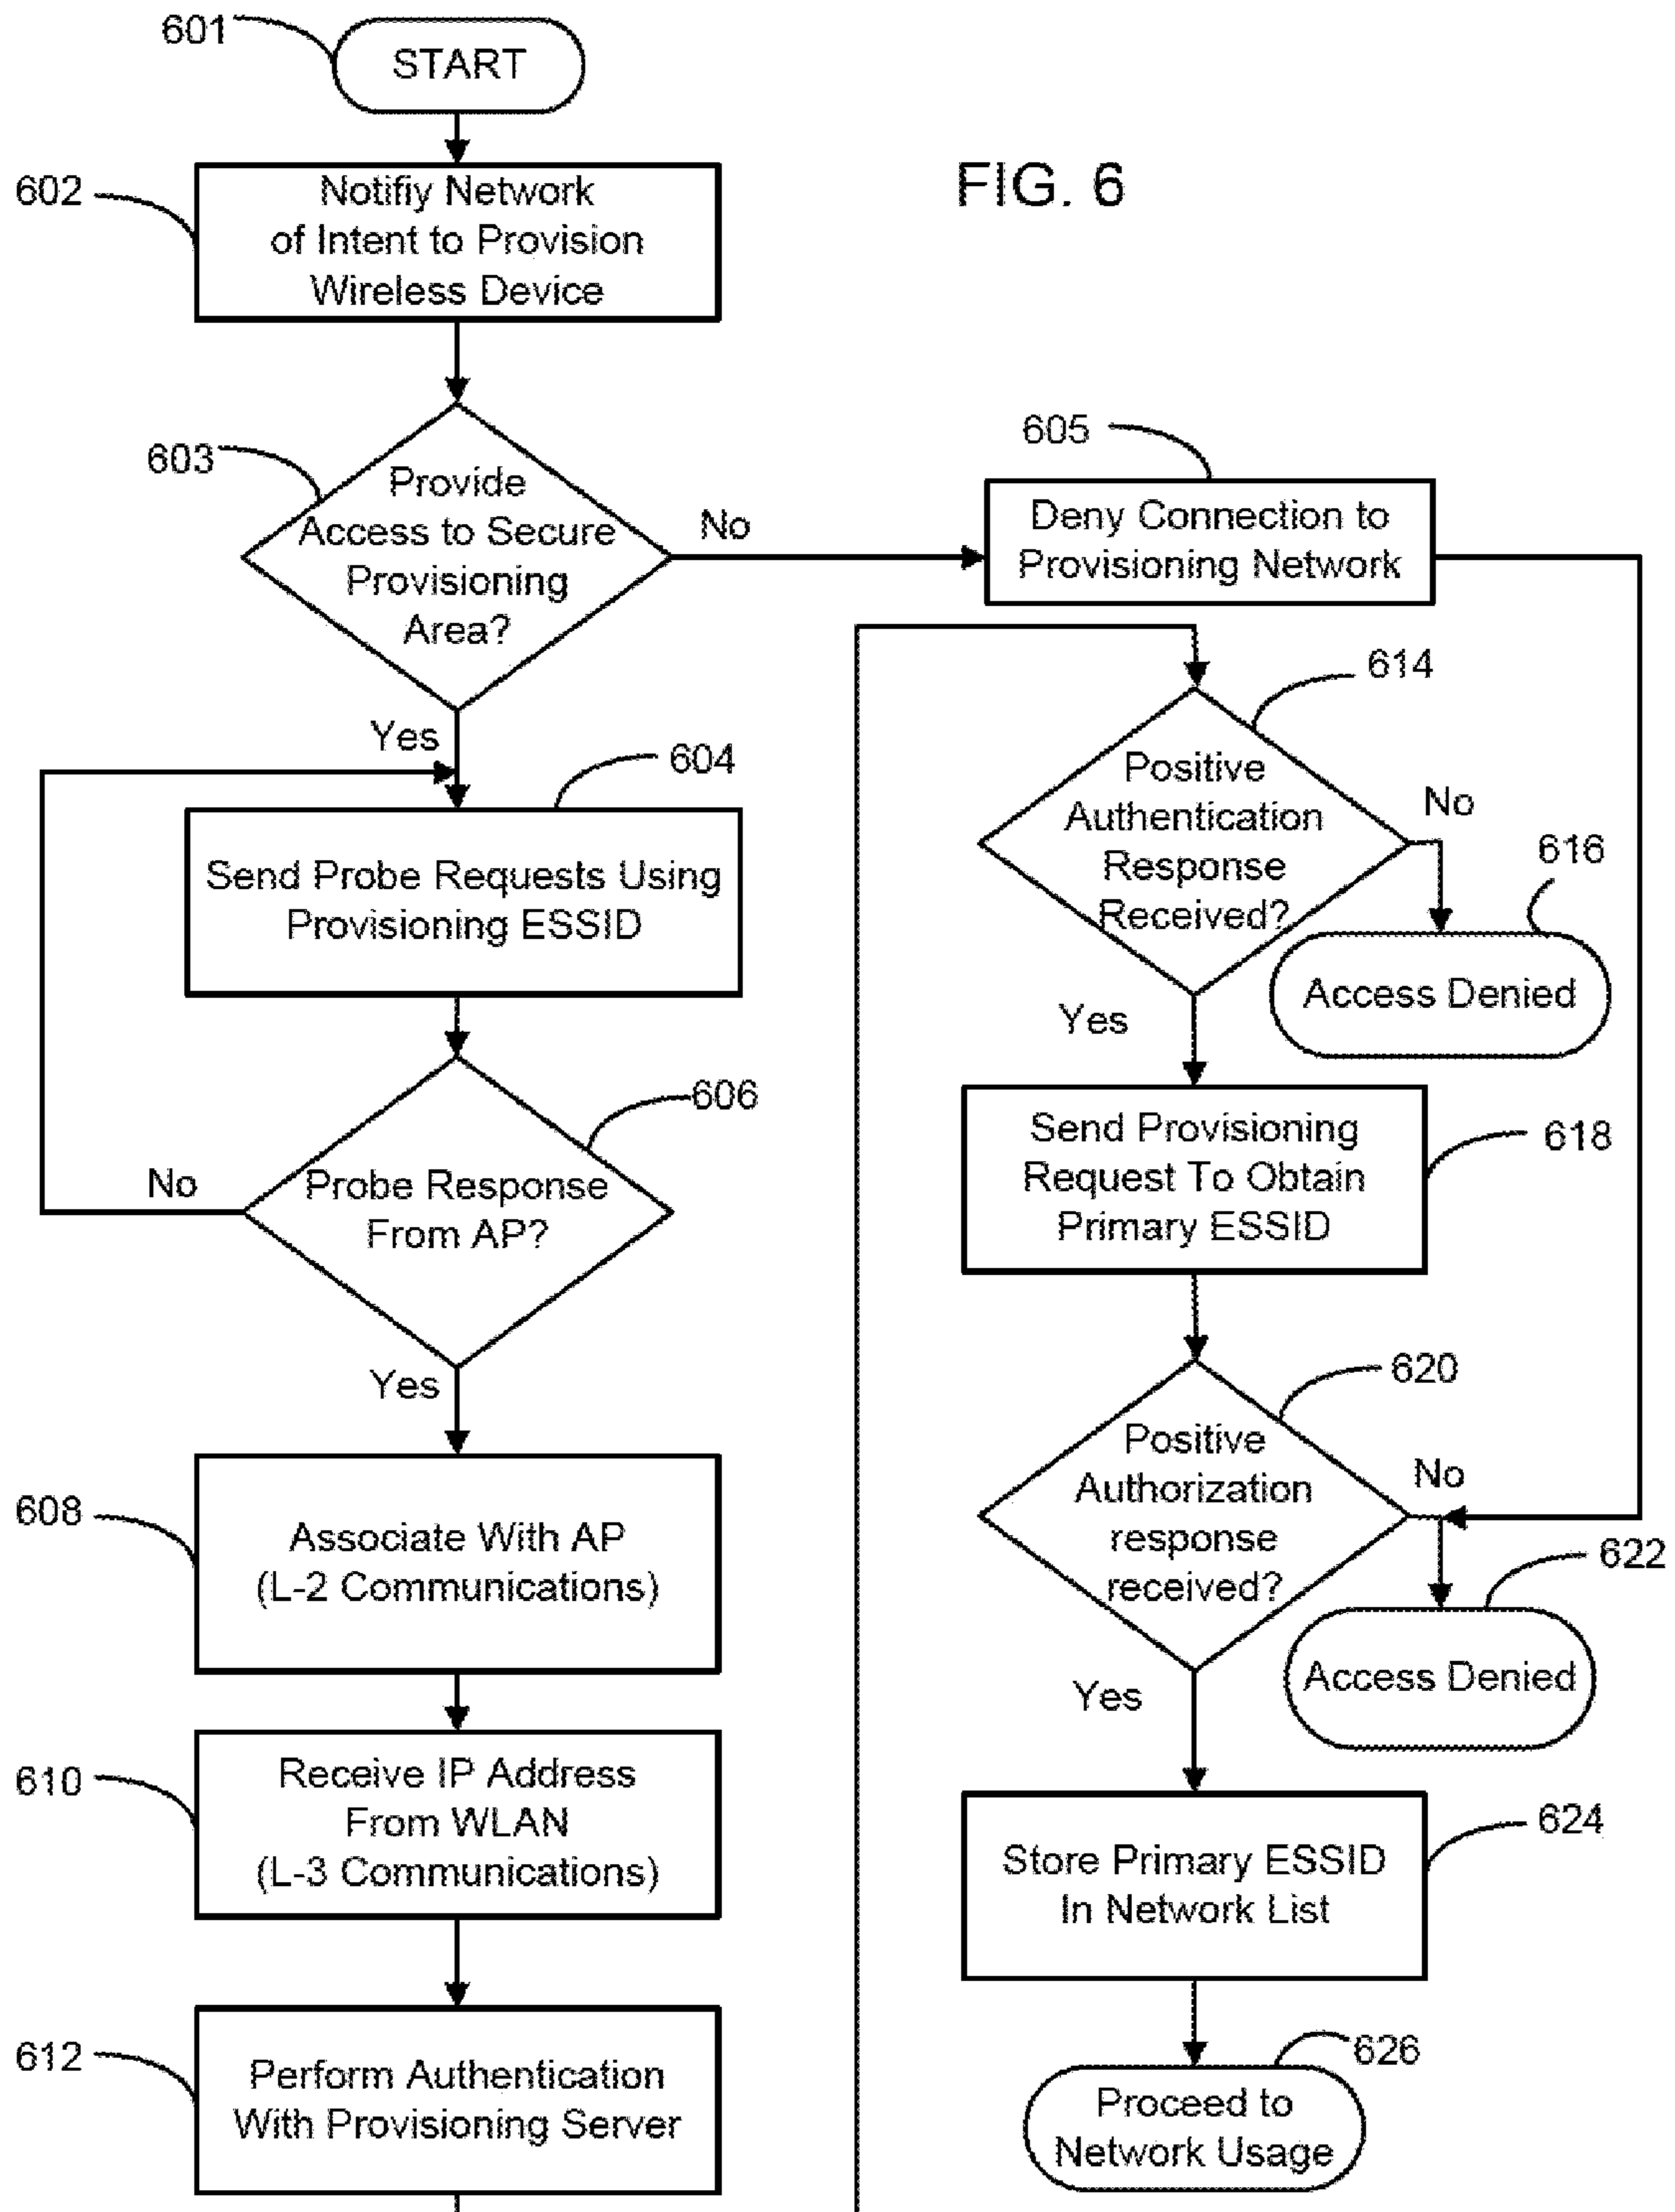 601
START
FIG. 6
602
Notifiy Network
of Intent to Provision
Wireless Device
603
Provide
Access to Secure
Provisioning
Area?
No
Yes
605
Deny Connection to
Provisioning Network
604
Send Probe Requests Using
Provisioning ESSID
606
Probe Response
From AP?
No
Yes
608
Associate With AP
(L-2 Communications)
610
Receive IP Address
From WLAN
(L-3 Communications)
612
Perform Authentication
With Provisioning Server
614
Positive
Authentication
Response
Received?
No
616
Access Denied
Yes
618
Send Provisioning
Request To Obtain
Primary ESSID
620
Positive
Authorization
response
received?
No
622
Access Denied
Yes
624
Store Primary ESSID
In Network List
626
Proceed to
Network Usage